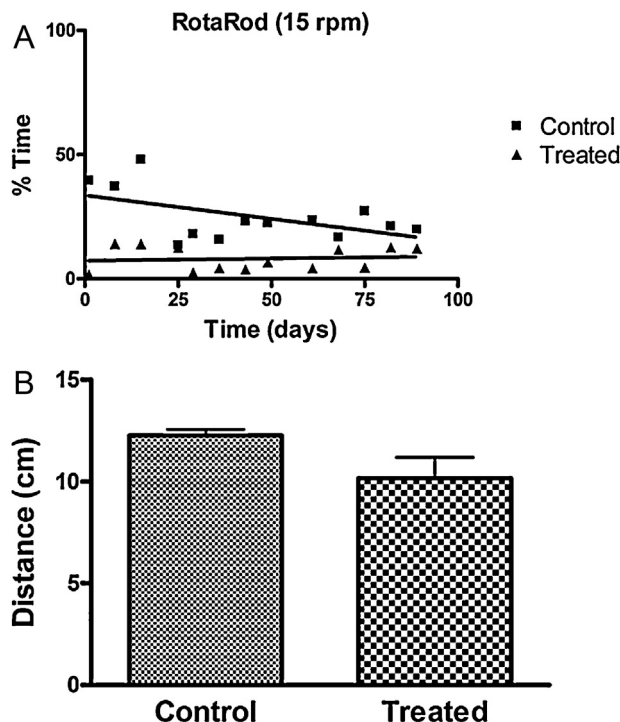 A
RotaRod (15 rpm)
100
50
0
% Time
0 25 50 75 100
Time (days)
Control
Treated
B
15
10
5
0
Distance (cm)
Control Treated